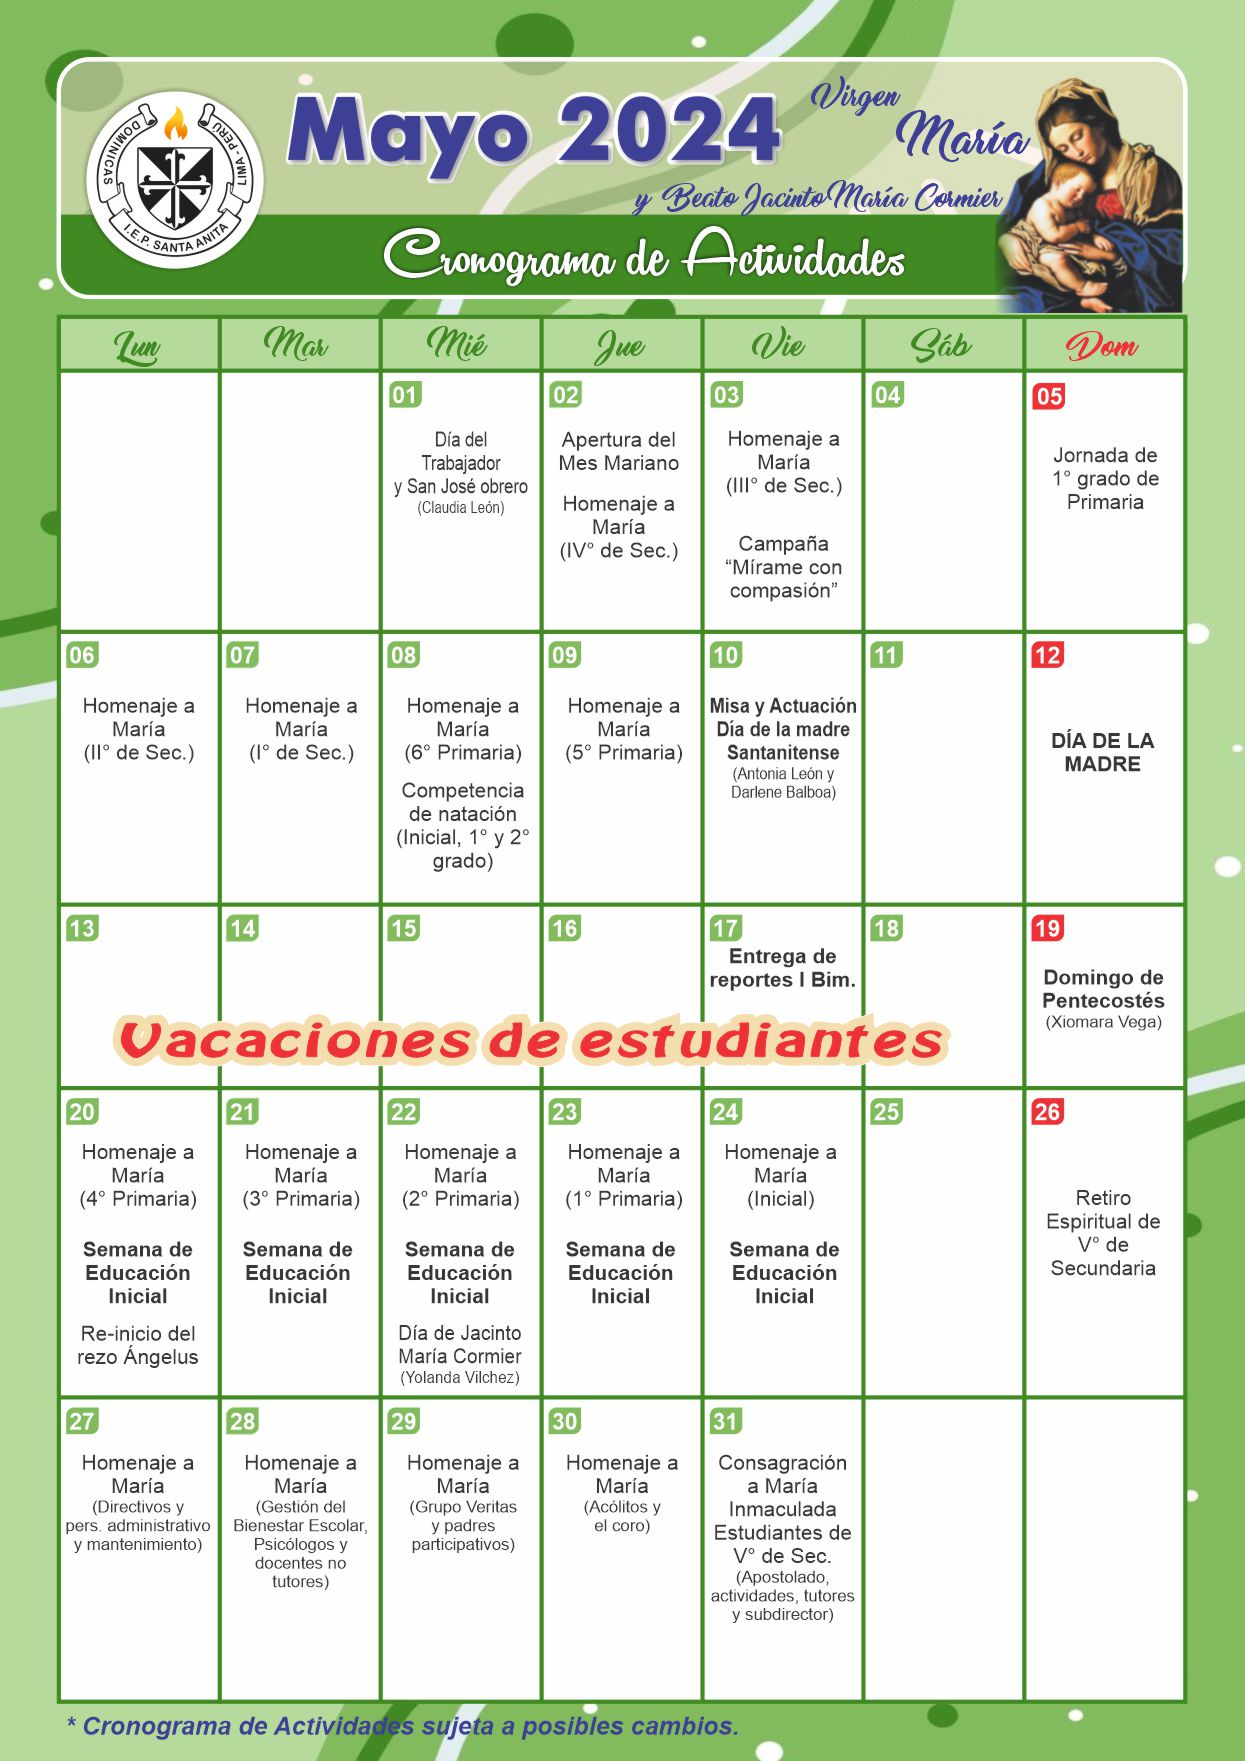 DOMINICAS
LIMA-PERÚ
I.E.P. SANTA ANITA
Mayo 2024
Virgen
María
y Beato Jacinto María Cormier
Cronograma de Actividades
Lun
Mar
Mié
Jue
Vie
Sáb
Dom
01
Día del
Trabajador
y San José obrero
(Claudia León)
02
Apertura del
Mes Mariano
Homenaje a
María
(IV° de Sec.)
03
Homenaje a
María
(III° de Sec.)
Campaña
“Mírame con
compasión”
04
05
Jornada de
1° grado de
Primaria
06
Homenaje a
María
(II° de Sec.)
07
Homenaje a
María
(I° de Sec.)
08
Homenaje a
María
(6° Primaria)
Competencia
de natación
(Inicial, 1° y 2°
grado)
09
Homenaje a
María
(5° Primaria)
10
Misa y Actuación
Día de la madre
Santanitense
(Antonia León y
Darlene Balboa)
11
12
DÍA DE LA
MADRE
13
14
15
16
17
Entrega de
reportes I Bim.
18
19
Domingo de
Pentecostés
(Xiomara Vega)
Vacaciones de estudiantes
20
Homenaje a
María
(4° Primaria)
Semana de
Educación
Inicial
Re-inicio del
rezo Ángelus
21
Homenaje a
María
(3° Primaria)
Semana de
Educación
Inicial
22
Homenaje a
María
(2° Primaria)
Semana de
Educación
Inicial
Día de Jacinto
María Cormier
(Yolanda Vilchez)
23
Homenaje a
María
(1° Primaria)
Semana de
Educación
Inicial
24
Homenaje a
María
(Inicial)
Semana de
Educación
Inicial
25
26
Retiro
Espiritual de
V° de
Secundaria
27
Homenaje a
María
(Directivos y
pers. administrativo
y mantenimiento)
28
Homenaje a
María
(Gestión del
Bienestar Escolar,
Psicólogos y
docentes no
tutores)
29
Homenaje a
María
(Grupo Veritas
y padres
participativos)
30
Homenaje a
María
(Acólitos y
el coro)
31
Consagración
a María
Inmaculada
Estudiantes de
V° de Sec.
(Apostolado,
actividades, tutores
y subdirector)
* Cronograma de Actividades sujeta a posibles cambios.